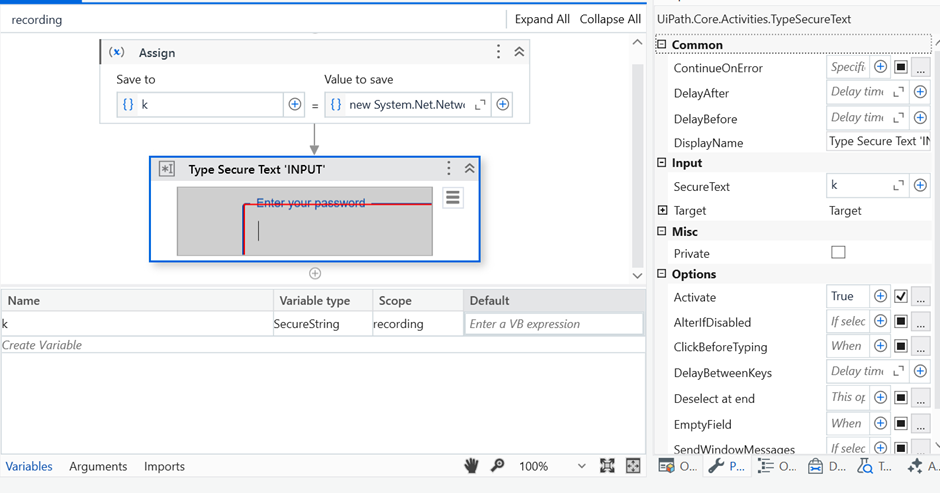 recording
Expand All Collapse All
Assign
Save to Value to save
k = new System.Net.Netwo
Type Secure Text 'INPUT'
Enter your password
Name Variable type Scope Default
k SecureString recording Enter a VB expression
Create Variable
Variables Arguments Imports 100%
UiPath.Core.Activities.TypeSecureText
Common
ContinueOnError Specifi ...
DelayAfter Delay time
DelayBefore Delay time
DisplayName Type Secure Text 'IN
Input
SecureText k
Target Target
Misc
Private
Options
Activate True ...
AlterIfDisabled If selec ...
ClickBeforeTyping When ...
DelayBetweenKeys Delay time
Deselect at end This op ...
EmptyField When ...
SendWindowMessages If selec ...
O... P... O... D... T... A..